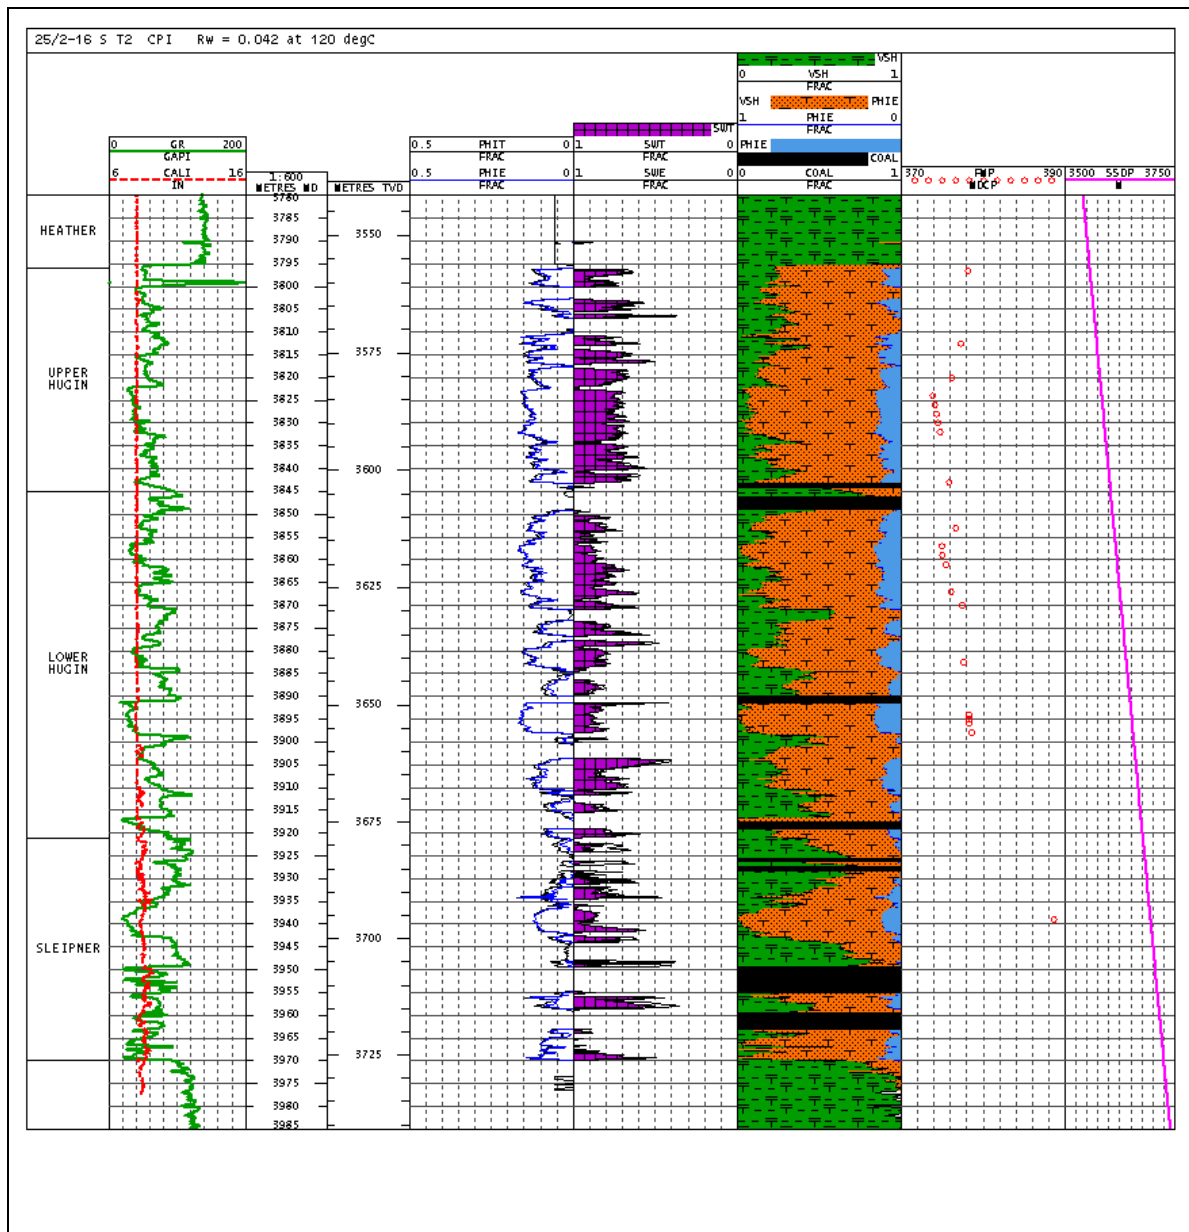 25/2-16 S T2 CPI Rw = 0.042 at 120 degC
VSH
0 VSH 1
FRAC
VSH PHIE
1 PHIE 0
FRAC
SWT PHIE
COAL
0 GR 200 0.5 PHIT 0 1 SWT 0
GAPI FRAC FRAC
6 CALI 16 1:600 0.5 PHIE 0 1 SWE 0 0 COAL 1 370 390 3500 3750
IN METRES MD METRES TVD FRAC FRAC FRAC
3780
3785
HEATHER 3790 3550
3795
3800
3805
3810
3815 3575
UPPER
HUGIN
3820
3825
3830
3835
3840 3600
3845
3850
3855
3860
3865 3625
3870
3875
LOWER
HUGIN
3880
3885
3890
3895 3650
3900
3905
3910
3915
3920 3675
3925
3930
3935
3940
SLEIPNER 3945 3700
3950
3955
3960
3965
3970 3725
3975
3980
3985